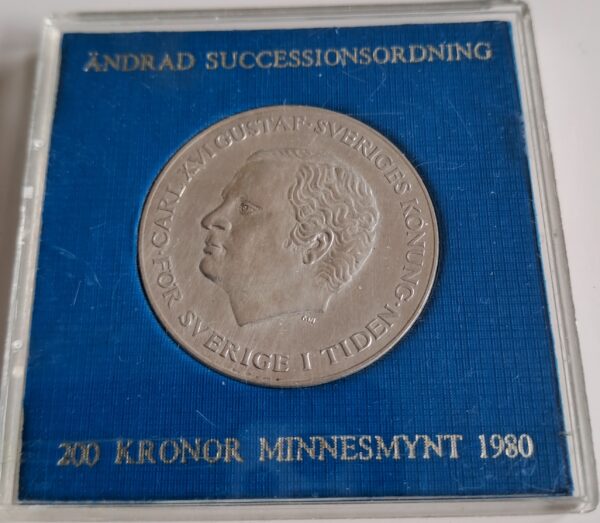 ÄNDRAD SUCCESSIONSORDNING
CARL XVI GUSTAF · SVERIGES KONUNG ·
FÖR SVERIGE I TIDEN ·
200 KRONOR MINNESMYNT 1980